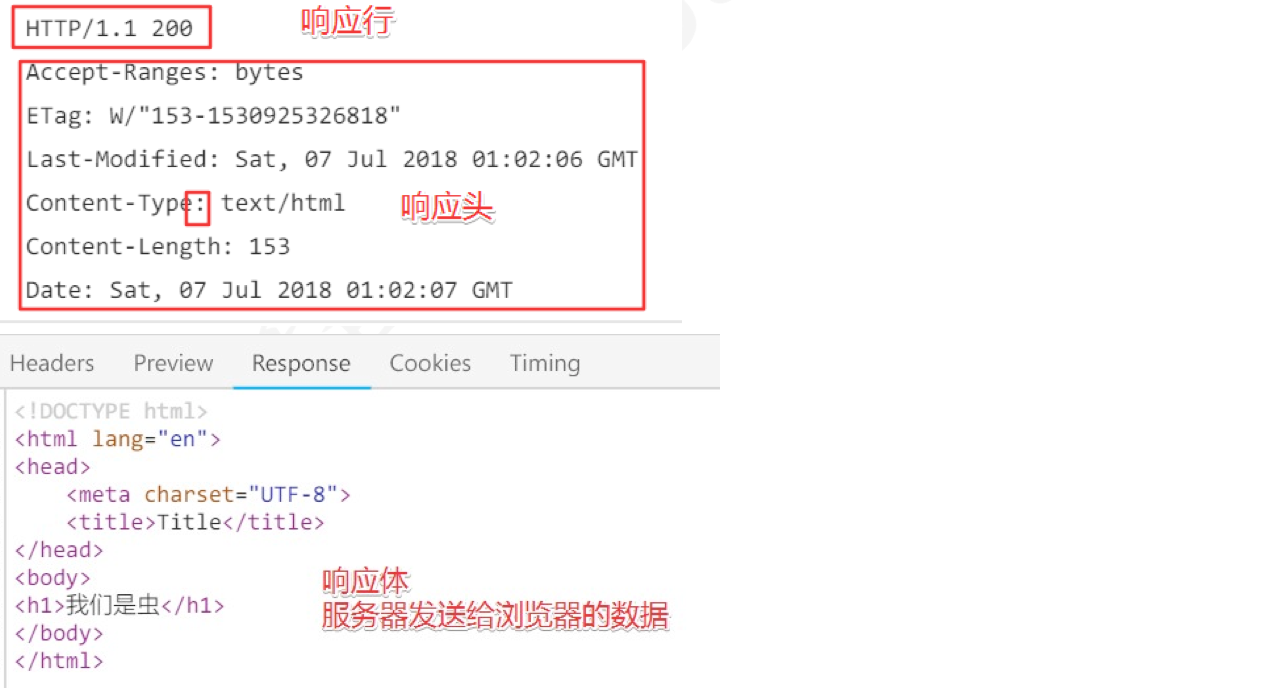 HTTP/1.1 200 响应行
Accept-Ranges: bytes
ETag: W/"153-1530925326818"
Last-Modified: Sat, 07 Jul 2018 01:02:06 GMT
Content-Type: text/html 响应头
Content-Length: 153
Date: Sat, 07 Jul 2018 01:02:07 GMT
Headers Preview Response Cookies Timing
<!DOCTYPE html>
<html lang="en">
<head>
    <meta charset="UTF-8">
    <title>Title</title>
</head>
<body>
响应体
<h1>我们是虫</h1>
服务器发送给浏览器的数据
</body>
</html>